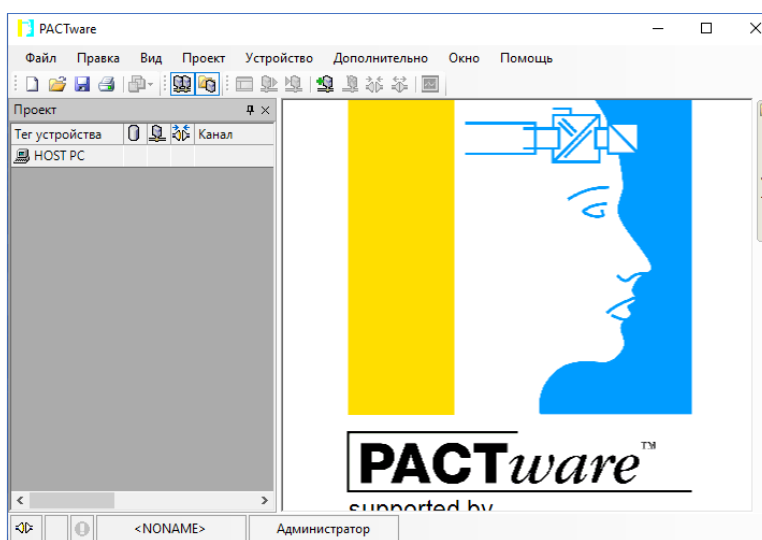 PACTware
Файл Правка Вид Проект Устройство Дополнительно Окно Помощь
Проект
Тег устройства Канал
HOST PC
PACTware™
supported by
<NONAME> Администратор